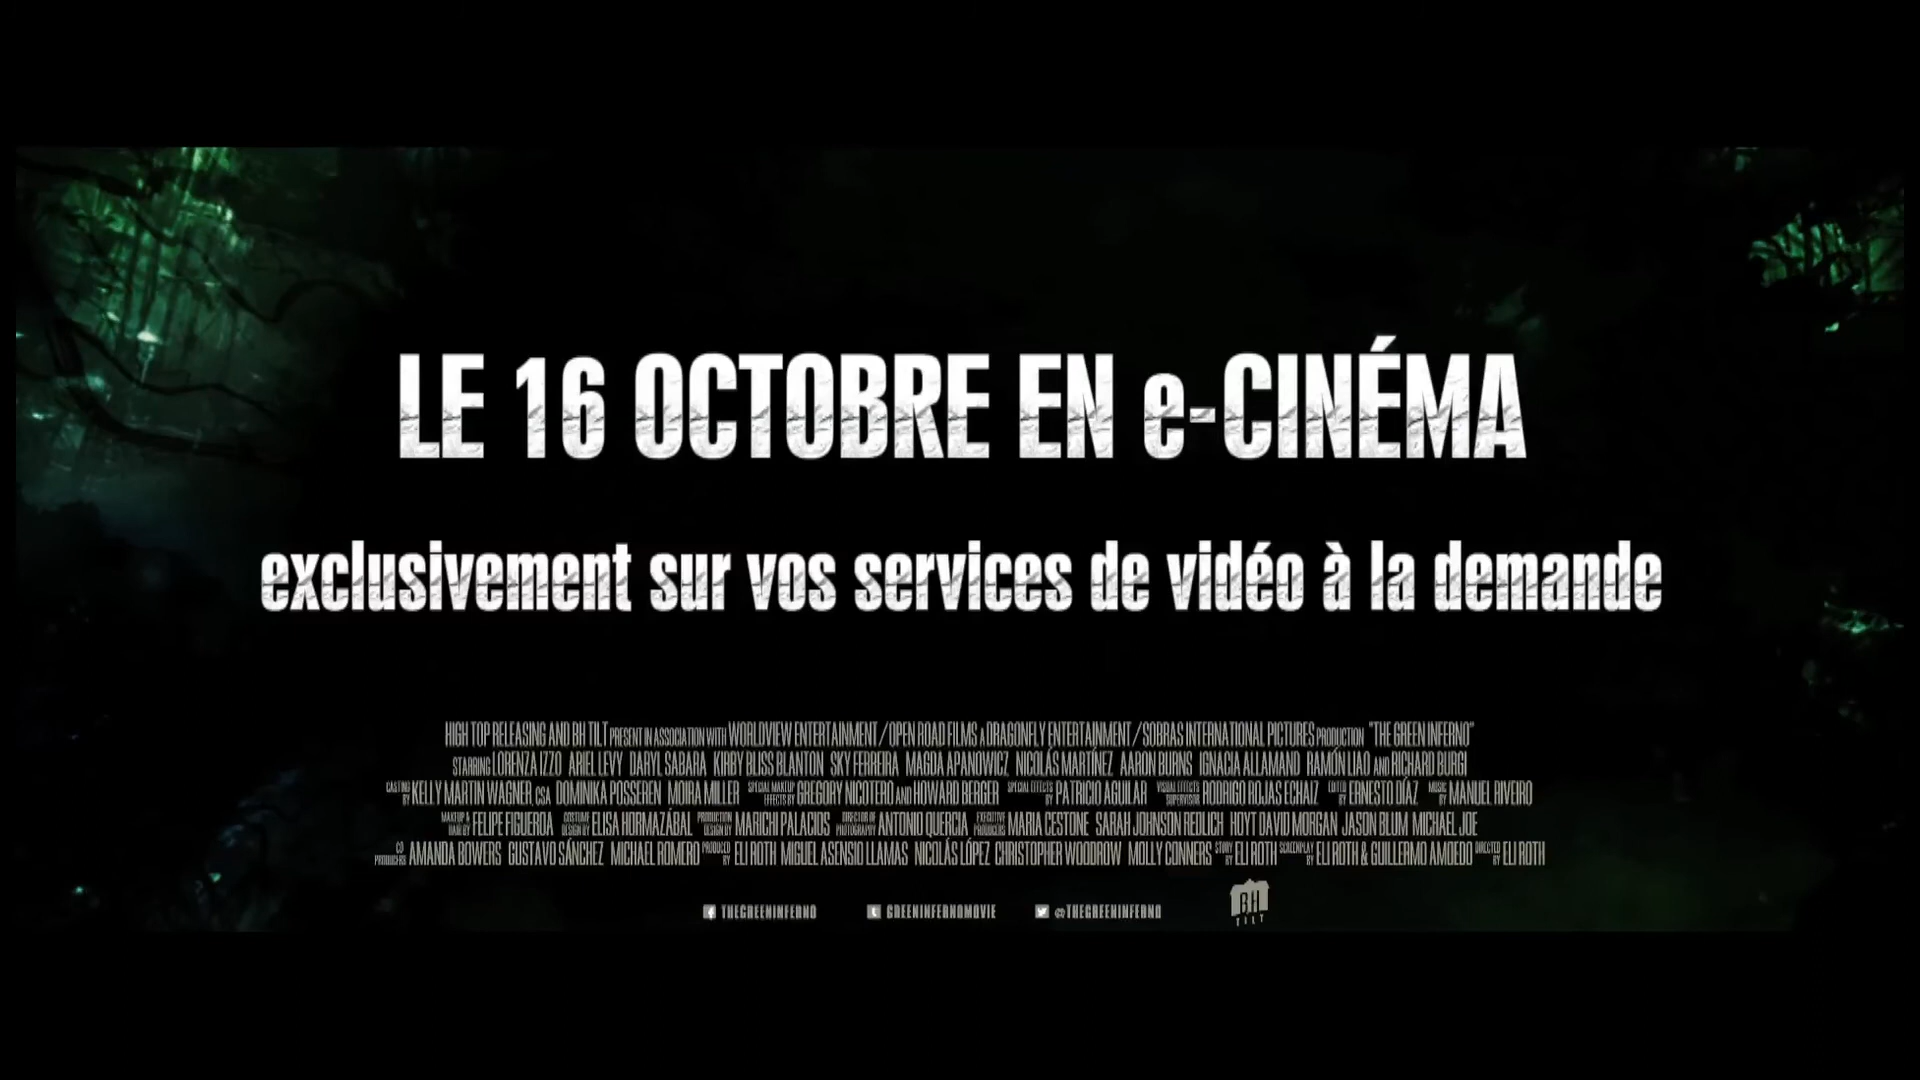 LE 16 OCTOBRE EN e-CINÉMA
exclusivement sur vos services de vidéo à la demande
HIGH TOP RELEASING AND BH TILT PRESENT IN ASSOCIATION WITH WORLDVIEW ENTERTAINMENT / OPEN ROAD FILMS A DRAGONFLY ENTERTAINMENT / SOBRAS INTERNATIONAL PICTURES PRODUCTION "THE GREEN INFERNO"
STARRING LORENZA IZZO ARIEL LEVY DARYL SABARA KIRBY BLISS BLANTON SKY FERREIRA MAGDA APANOWICZ NICOLÁS MARTÍNEZ AARON BURNS IGNACIA ALLAMAND RAMÓN LIAO AND RICHARD BURGI
CASTING BY KELLY MARTIN WAGNER, CSA DOMINIKA POSSEREN MOIRA MILLER SPECIAL MAKEUP EFFECTS BY GREGORY NICOTERO AND HOWARD BERGER SPECIAL EFFECTS BY PATRICIO AGUILAR VISUAL EFFECTS SUPERVISOR RODRIGO ROJAS ECHAIZ EDITED BY ERNESTO DÍAZ MUSIC BY MANUEL RIVEIRO
MAKEUP & HAIR BY FELIPE FIGUEROA COSTUME DESIGN BY ELISA HORMAZÁBAL PRODUCTION DESIGN BY MARICHI PALACIOS DIRECTOR OF PHOTOGRAPHY ANTONIO QUERCIA EXECUTIVE PRODUCERS MARIA CESTONE SARAH JOHNSON REDLICH HOYT DAVID MORGAN JASON BLUM MICHAEL JOE
CO PRODUCERS AMANDA BOWERS GUSTAVO SÁNCHEZ MICHAEL ROMERO PRODUCED BY ELI ROTH MIGUEL ASENSIO LLAMAS NICOLÁS LÓPEZ CHRISTOPHER WOODROW MOLLY CONNERS STORY BY ELI ROTH SCREENPLAY BY ELI ROTH & GUILLERMO AMOEDO DIRECTED BY ELI ROTH
THEGREENINFERNO GREENINFERNOMOVIE @THEGREENINFERNO BH TILT